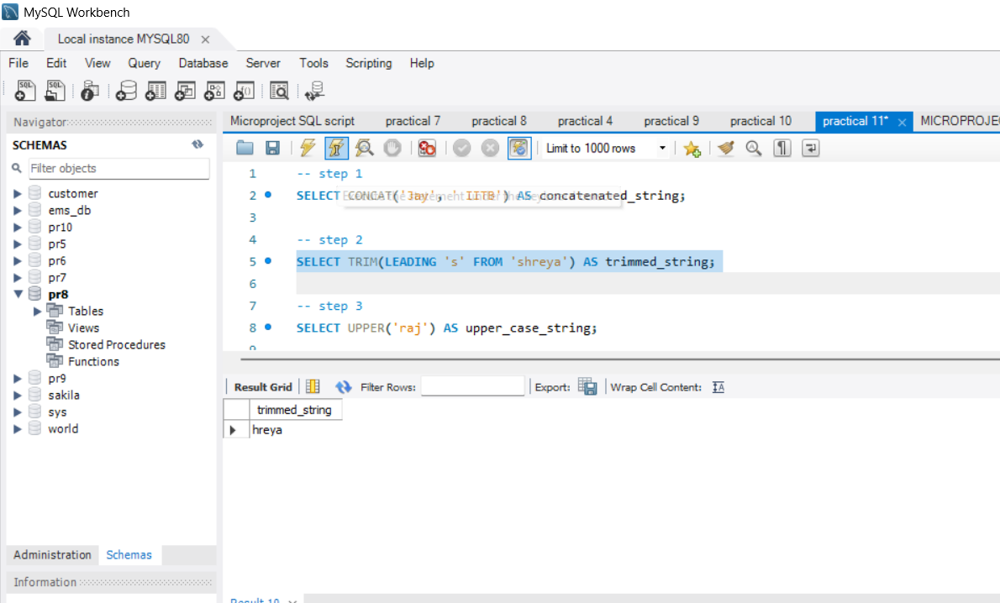 MySQL Workbench
Local instance MYSQL80
File Edit View Query Database Server Tools Scripting Help
Navigator
SCHEMAS
Filter objects
customer
ems_db
pr10
pr5
pr6
pr7
pr8
Tables
Views
Stored Procedures
Functions
pr9
sakila
sys
world
Administration Schemas
Information
Microproject SQL script practical 7 practical 8 practical 4 practical 9 practical 10 practical 11* MICROPROJE
Limit to 1000 rows
1 -- step 1
2 SELECT CONCAT('Jay', ' IITB') AS concatenated_string;
3
4 -- step 2
5 SELECT TRIM(LEADING 's' FROM 'shreya') AS trimmed_string;
6
7 -- step 3
8 SELECT UPPER('raj') AS upper_case_string;
9
Result Grid Filter Rows: Export: Wrap Cell Content:
trimmed_string
hreya
Result 10